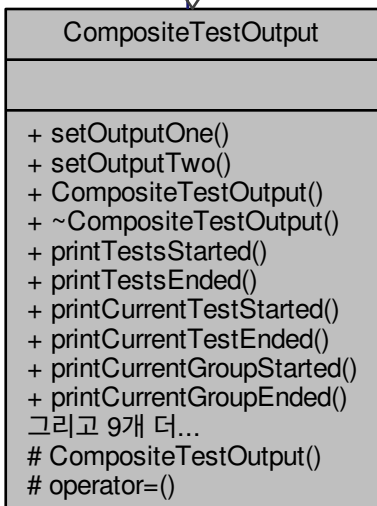 CompositeTestOutput
+ setOutputOne()
+ setOutputTwo()
+ CompositeTestOutput()
+ ~CompositeTestOutput()
+ printTestsStarted()
+ printTestsEnded()
+ printCurrentTestStarted()
+ printCurrentTestEnded()
+ printCurrentGroupStarted()
+ printCurrentGroupEnded()
그리고 9개 더...
# CompositeTestOutput()
# operator=()